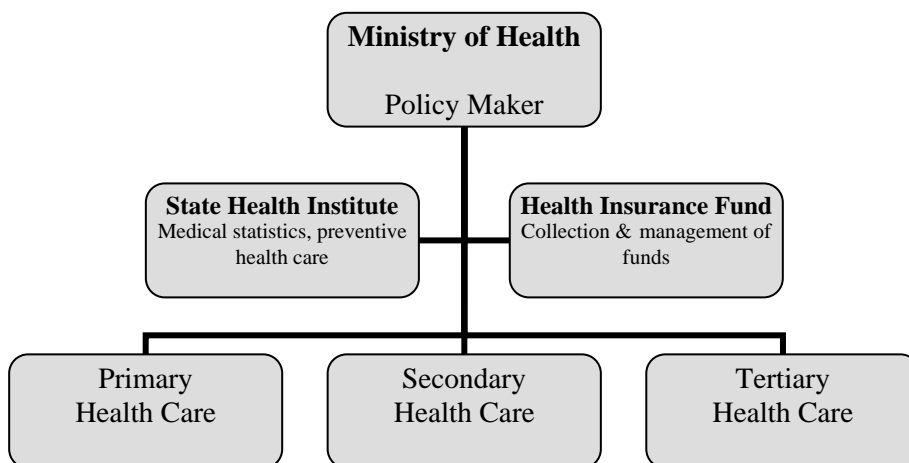 Ministry of Health
Policy Maker
State Health Institute
Medical statistics, preventive
health care
Health Insurance Fund
Collection & management of
funds
Primary
Health Care
Secondary
Health Care
Tertiary
Health Care